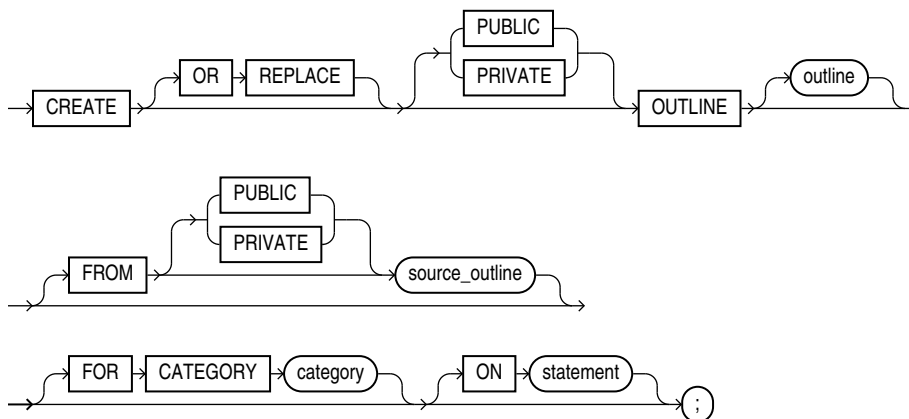 PUBLIC
OR REPLACE PRIVATE outline
CREATE OUTLINE
PUBLIC
PRIVATE
FROM source_outline
FOR CATEGORY category ON statement
;